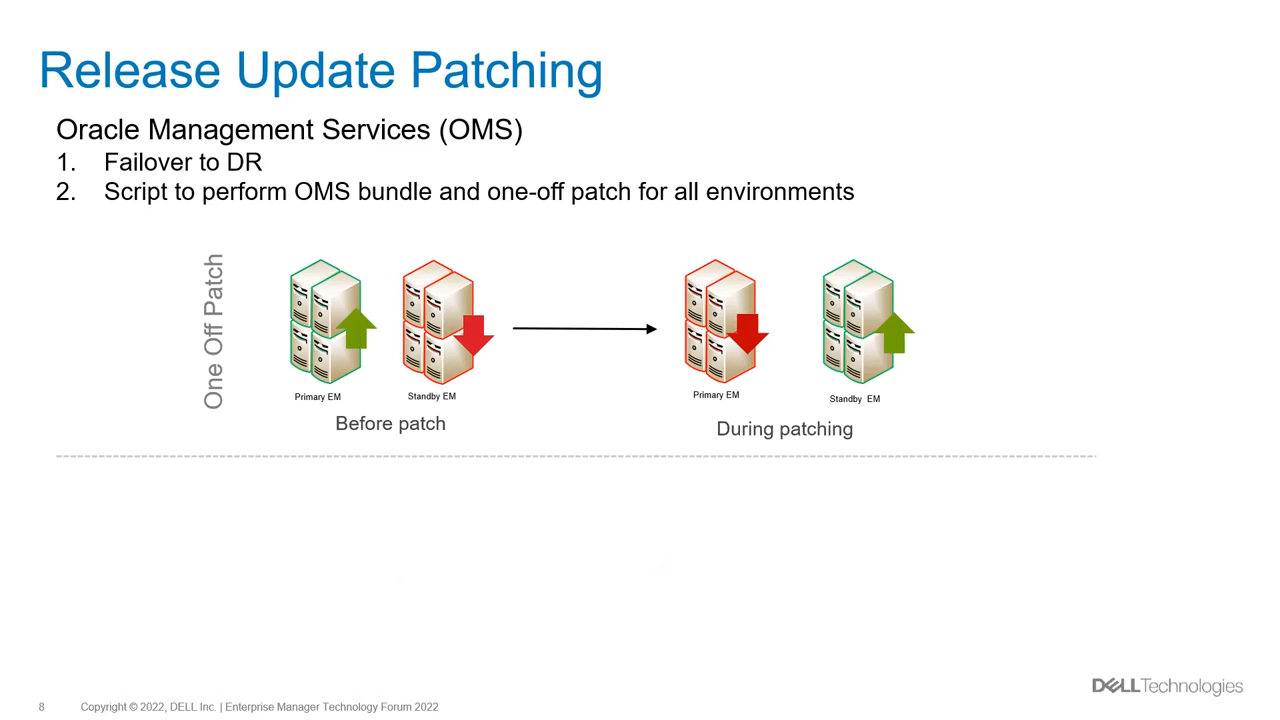 Release Update Patching
Oracle Management Services (OMS)
1. Failover to DR
2. Script to perform OMS bundle and one-off patch for all environments
One Off Patch
Primary EM
Standby EM
Primary EM
Standby EM
Before patch
During patching
DELLTechnologies
8 Copyright © 2022, DELL Inc. | Enterprise Manager Technology Forum 2022